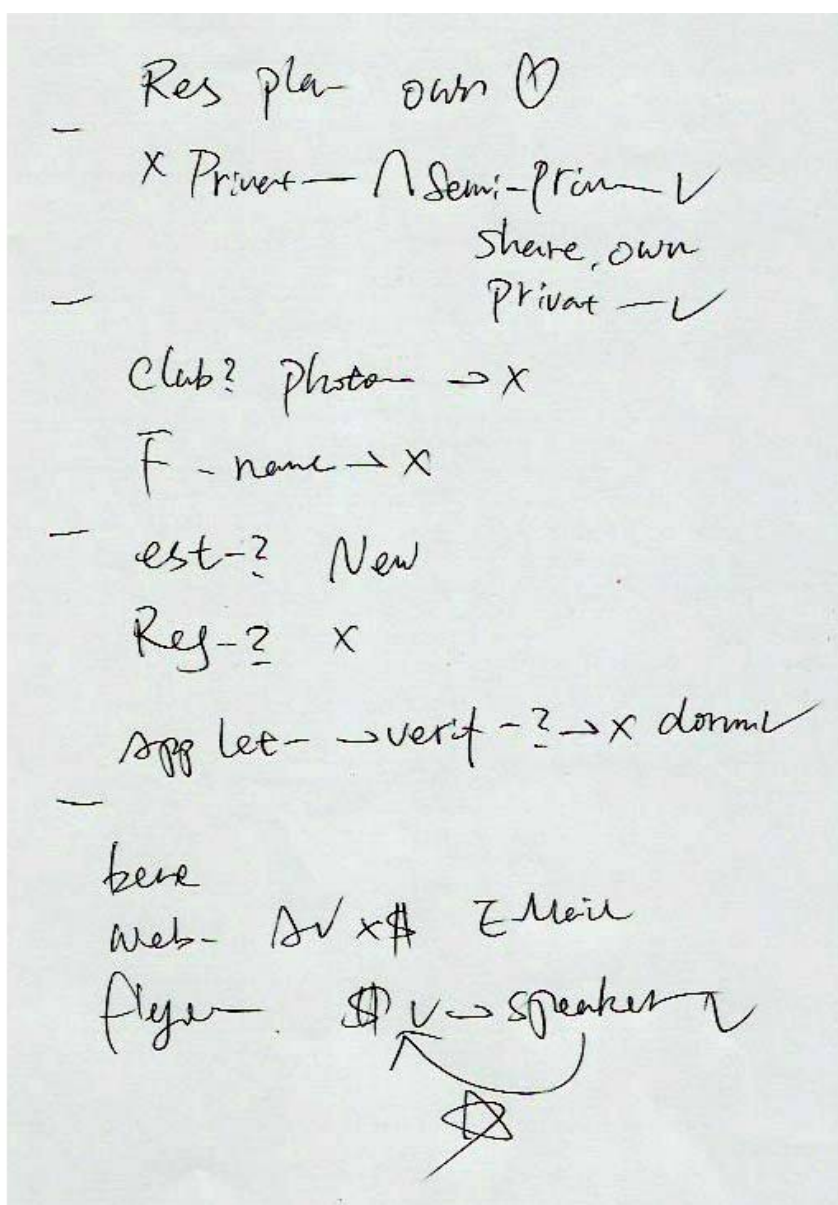 Res pla- own
x Privat— ∧ Semi-Priv— ✓
share, own
Privat —✓
Club? Photo— → x
F - name → x
est-? New
Reg-? x
App let- → verif -? → x dorm ✓
bene
web- A✓ x$ E Mail
flyer— $ ✓ → speaker ✓